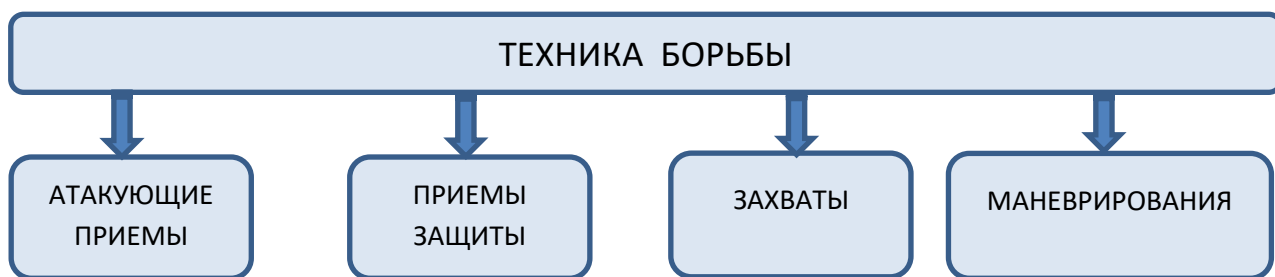 ТЕХНИКА БОРЬБЫ
АТАКУЮЩИЕ
ПРИЕМЫ
ПРИЕМЫ
ЗАЩИТЫ
ЗАХВАТЫ
МАНЕВРИРОВАНИЯ